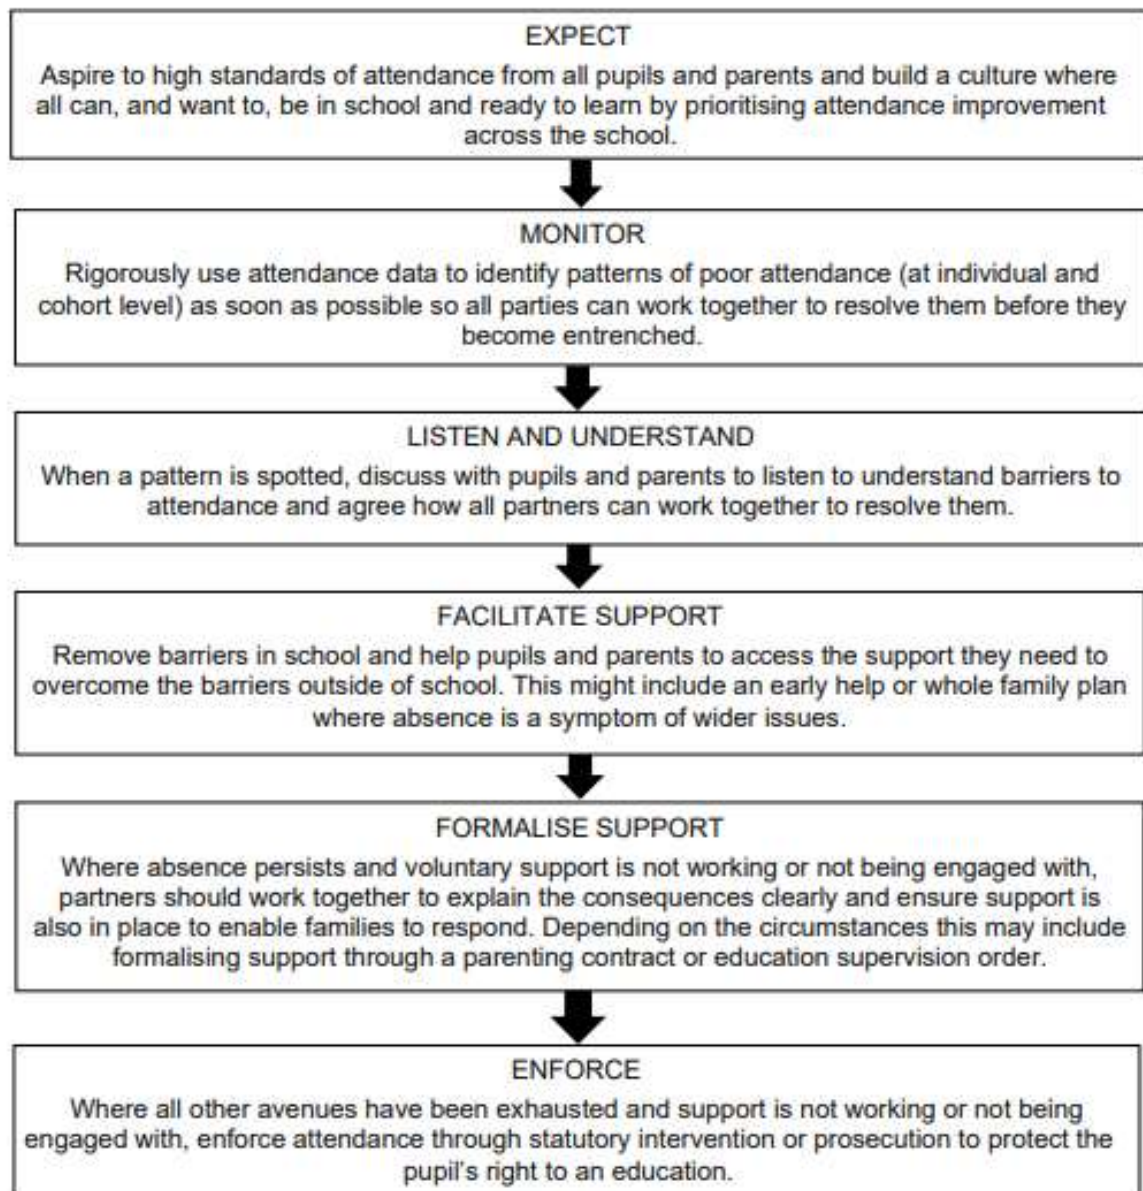 EXPECT
Aspire to high standards of attendance from all pupils and parents and build a culture where
all can, and want to, be in school and ready to learn by prioritising attendance improvement
across the school.
MONITOR
Rigorously use attendance data to identify patterns of poor attendance (at individual and
cohort level) as soon as possible so all parties can work together to resolve them before they
become entrenched.
LISTEN AND UNDERSTAND
When a pattern is spotted, discuss with pupils and parents to listen to understand barriers to
attendance and agree how all partners can work together to resolve them.
FACILITATE SUPPORT
Remove barriers in school and help pupils and parents to access the support they need to
overcome the barriers outside of school. This might include an early help or whole family plan
where absence is a symptom of wider issues.
FORMALISE SUPPORT
Where absence persists and voluntary support is not working or not being engaged with,
partners should work together to explain the consequences clearly and ensure support is
also in place to enable families to respond. Depending on the circumstances this may include
formalising support through a parenting contract or education supervision order.
ENFORCE
Where all other avenues have been exhausted and support is not working or not being
engaged with, enforce attendance through statutory intervention or prosecution to protect the
pupil's right to an education.